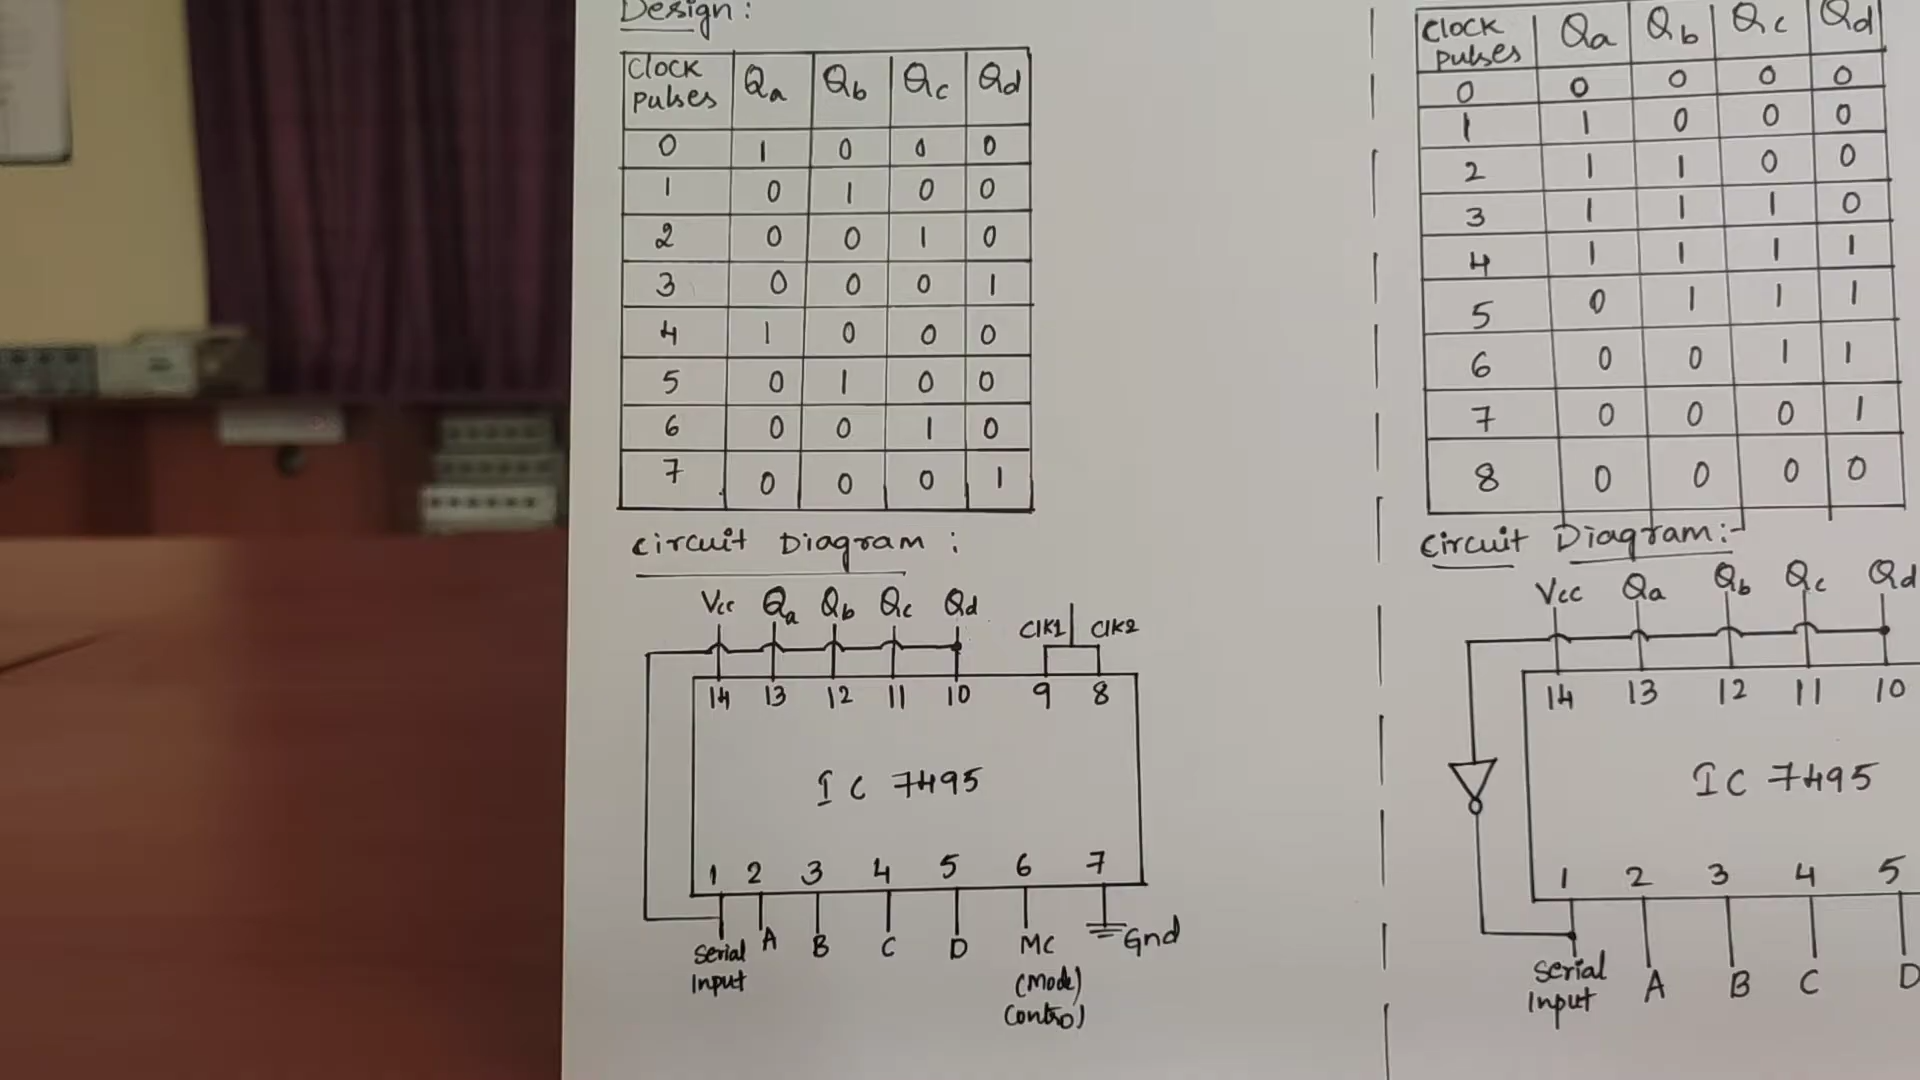 Design:
Clock pulses Qa Qb Qc Qd
0 1 0 0 0
1 0 1 0 0
2 0 0 1 0
3 0 0 0 1
4 1 0 0 0
5 0 1 0 0
6 0 0 1 0
7 0 0 0 1
Circuit Diagram:
Vcc Qa Qb Qc Qd
Clk1 Clk2
14 13 12 11 10 9 8
IC 7495
1 2 3 4 5 6 7
Serial Input A B C D MC (Mode) Control Gnd
Clock pulses Qa Qb Qc Qd
0 0 0 0 0
1 1 0 0 0
2 1 1 0 0
3 1 1 1 0
4 1 1 1 1
5 0 1 1 1
6 0 0 1 1
7 0 0 0 1
8 0 0 0 0
Circuit Diagram:-
Vcc Qa Qb Qc Qd
14 13 12 11 10
IC 7495
1 2 3 4 5
Serial Input A B C D